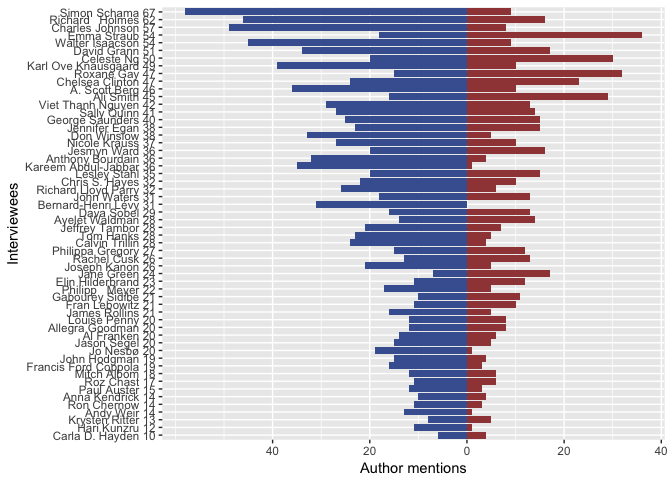 Simon Schama 67
Richard   Holmes 62
Charles Johnson 57
Emma Straub 54
Walter Isaacson 54
David Grann 51
Celeste Ng 50
Karl Ove Knausgaard 49
Roxane Gay 47
Chelsea Clinton 47
A. Scott Berg 46
Ali Smith 45
Viet Thanh Nguyen 42
Sally Quinn 41
George Saunders 40
Jennifer Egan 38
Don Winslow 38
Nicole Krauss 37
Jesmyn Ward 36
Anthony Bourdain 36
Kareem Abdul-Jabbar 36
Lesley Stahl 35
Chris S. Hayes 32
Richard Lloyd Parry 32
John Waters 31
Bernard-Henri Lévy 31
Dava Sobel 29
Ayelet Waldman 28
Jeffrey Tambor 28
Tom Hanks 28
Calvin Trillin 28
Philippa Gregory 27
Rachel Cusk 26
Joseph Kanon 26
Jane Green 24
Elin Hilderbrand 23
Philipp   Meyer 22
Gabourey Sidibe 21
Fran Lebowitz 21
James Rollins 21
Louise Penny 20
Allegra Goodman 20
Al Franken 20
Jason Segel 20
Jo Nesbø 20
John Hodgman 19
Francis Ford Coppola 19
Mitch Albom 18
Roz Chast 17
Paul Auster 15
Anna Kendrick 14
Ron Chernow 14
Andy Weir 14
Krysten Ritter 13
Hari Kunzru 12
Carla D. Hayden 10
Interviewees
40 20 0 20 40
Author mentions